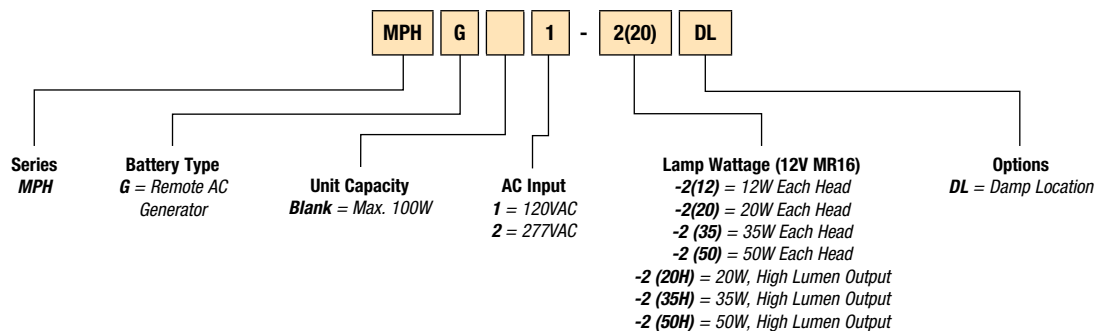 MPH G 1 - 2(20) DL
Series
MPH
Battery Type
G = Remote AC
Generator
Unit Capacity
Blank = Max. 100W
AC Input
1 = 120VAC
2 = 277VAC
Lamp Wattage (12V MR16)
-2(12) = 12W Each Head
-2(20) = 20W Each Head
-2 (35) = 35W Each Head
-2 (50) = 50W Each Head
-2 (20H) = 20W, High Lumen Output
-2 (35H) = 35W, High Lumen Output
-2 (50H) = 50W, High Lumen Output
Options
DL = Damp Location